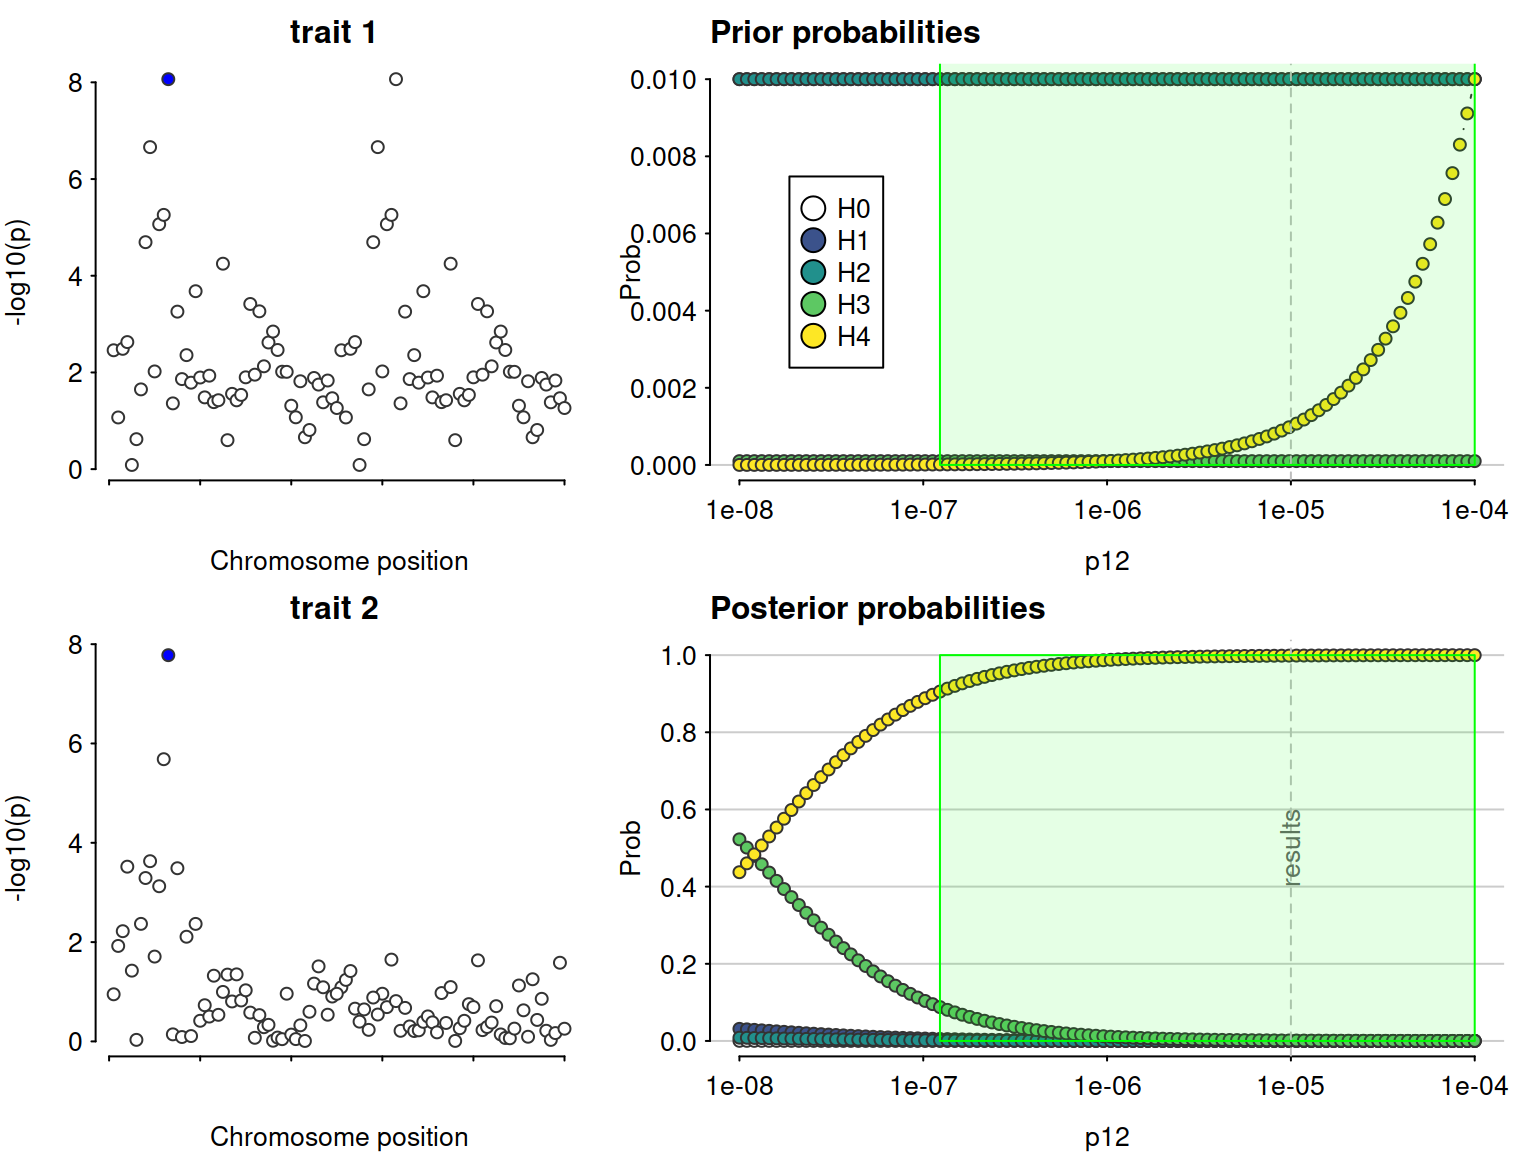 trait 1
-log10(p)
8
6
4
2
0
Chromosome position
Prior probabilities
Prob
0.010
0.008
0.006
0.004
0.002
0.000
H0
H1
H2
H3
H4
1e-08 1e-07 1e-06 1e-05 1e-04
p12
trait 2
-log10(p)
8
6
4
2
0
Chromosome position
Posterior probabilities
Prob
1.0
0.8
0.6
0.4
0.2
0.0
results
1e-08 1e-07 1e-06 1e-05 1e-04
p12